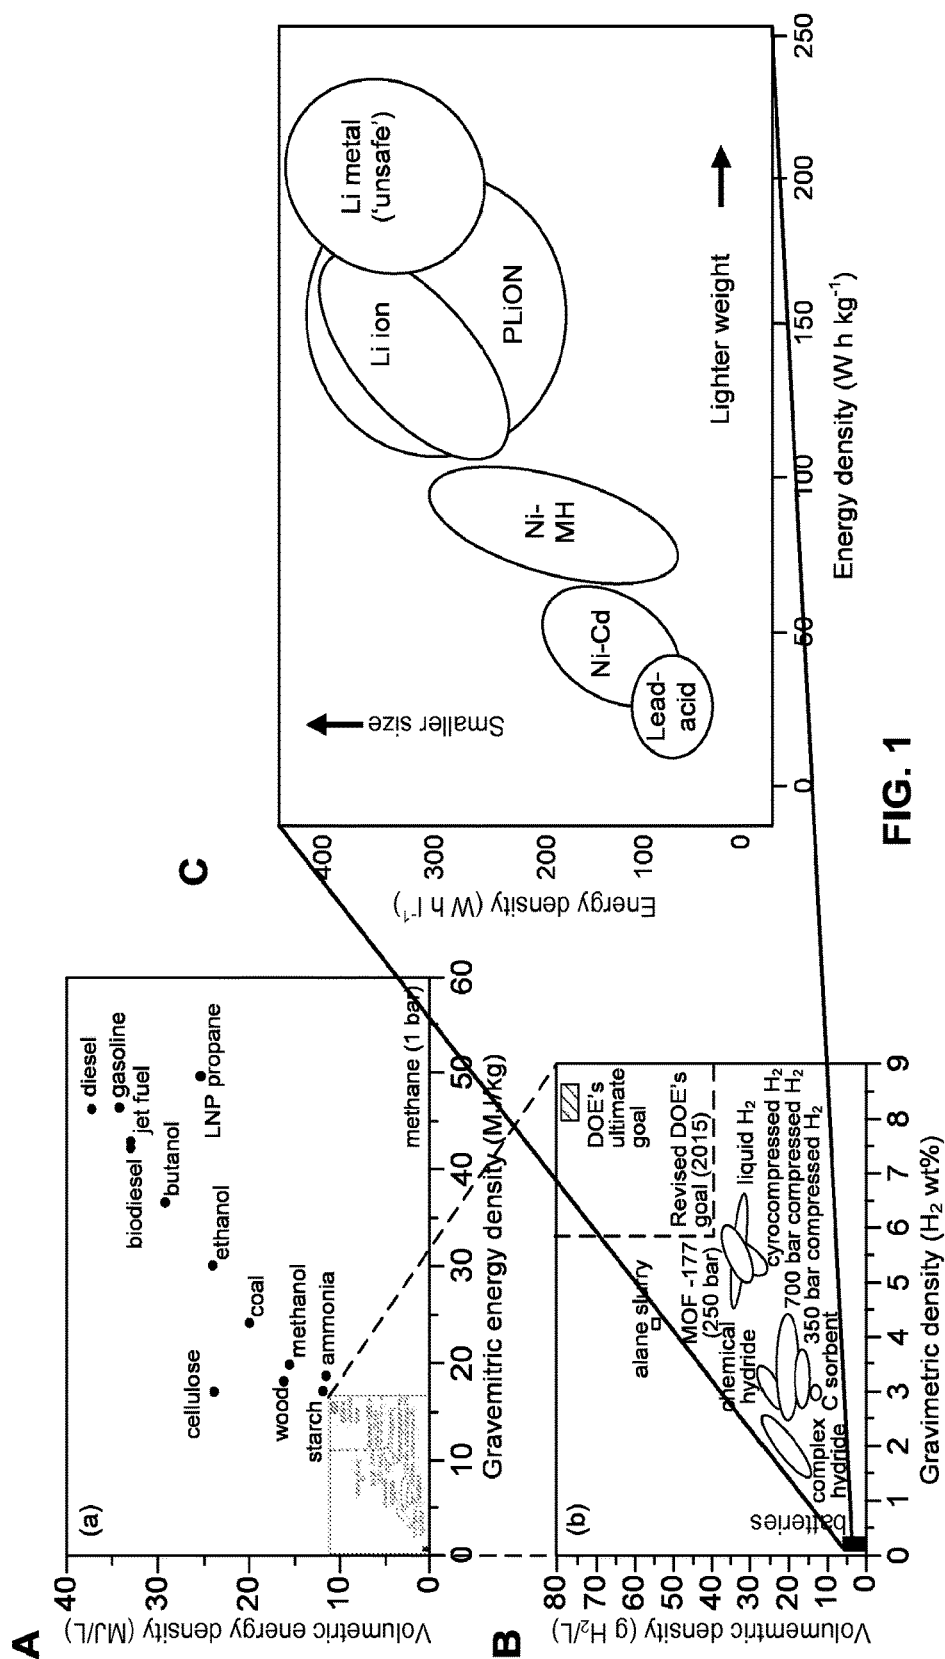 A
(a)
Volumetric energy
density (MJ/L)
40
30
20
10
0
0
10
20
30
40
50
60
Gravemitric energy density (MJ/kg)
diesel
gasoline
jet fuel
biodiesel
butanol
LNP propane
ethanol
coal
cellulose
methanol
wood
ammonia
starch
methane (1 bar)
B
(b)
Volumemtric density (g H2/L)
80
70
60
50
40
30
20
10
0
0
1
2
3
4
5
6
7
8
9
Gravimetric density (H2 wt%)
DOE's
ultimate
goal
Revised DOE's
goal (2015)
MOF -177
(250 bar)
alane slurry
chemical
hydride
liquid H2
cyrocompressed H2
700 bar compressed H2
350 bar compressed H2
C sorbent
complex
hydride
batteries
C
Energy density (W h l-1)
400
300
200
100
0
0
50
100
150
200
250
Energy density (W h kg-1)
Smaller size
Lighter weight
Li metal
('unsafe')
Li ion
PLiON
Ni-
MH
Ni-Cd
Lead-
acid
FIG. 1